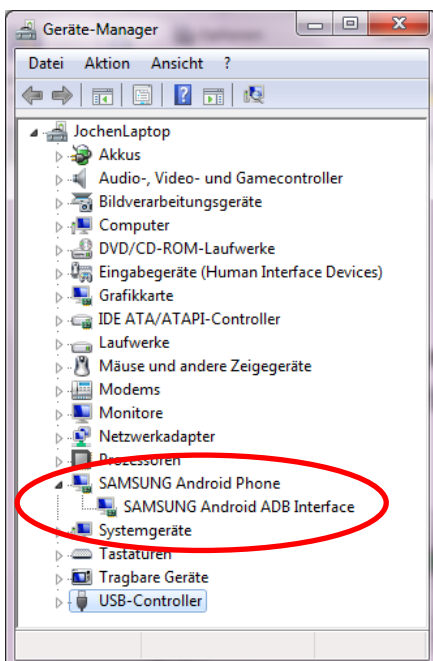 Geräte-Manager
Datei Aktion Ansicht ?
JochenLaptop
Akkus
Audio-, Video- und Gamecontroller
Bildverarbeitungsgeräte
Computer
DVD/CD-ROM-Laufwerke
Eingabegeräte (Human Interface Devices)
Grafikkarte
IDE ATA/ATAPI-Controller
Laufwerke
Mäuse und andere Zeigegeräte
Modems
Monitore
Netzwerkadapter
Prozessoren
SAMSUNG Android Phone
SAMSUNG Android ADB Interface
Systemgeräte
Tastaturen
Tragbare Geräte
USB-Controller